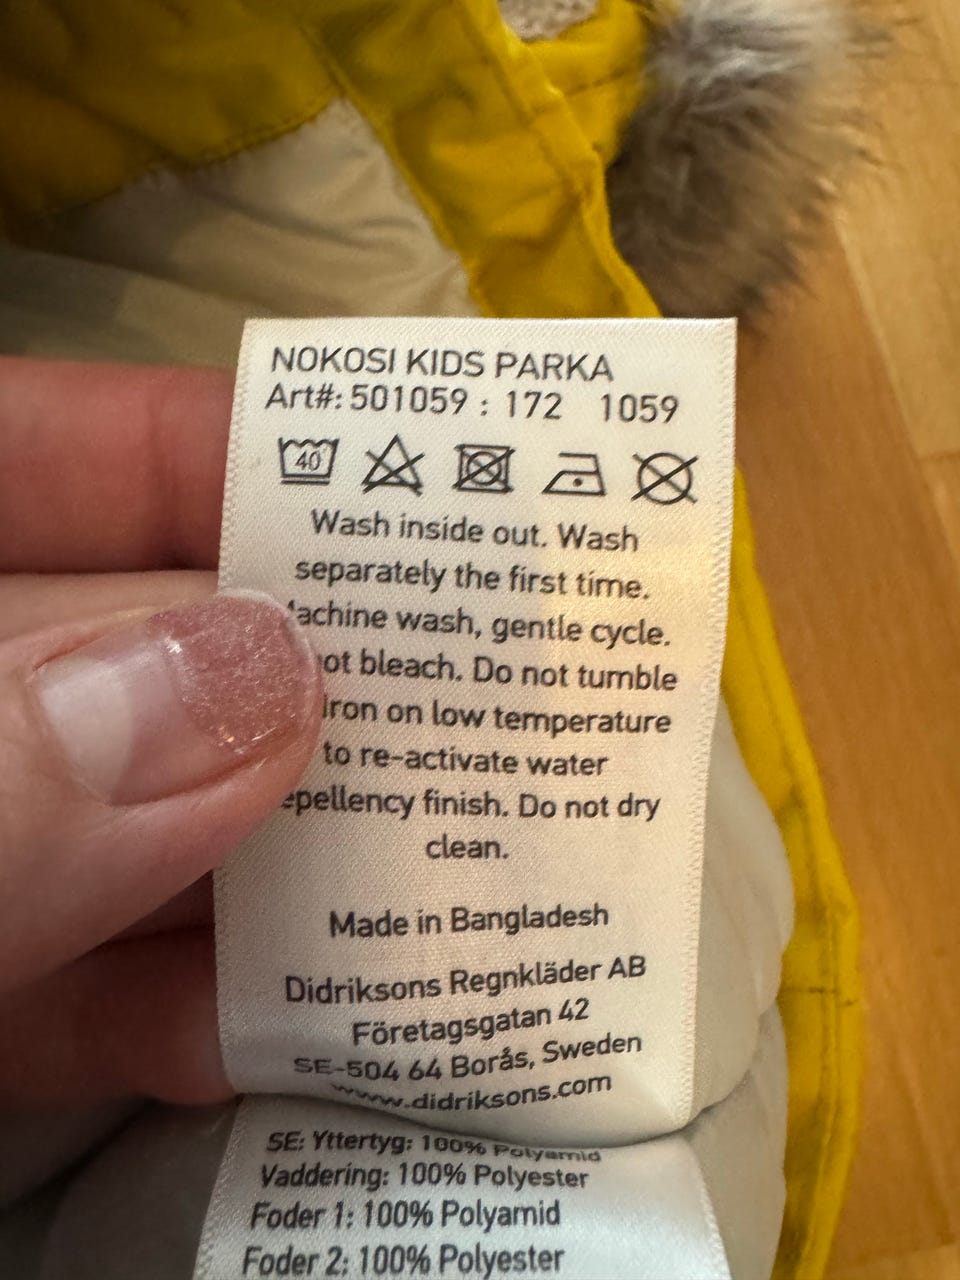 NOKOSI KIDS PARKA
Art#: 501059 : 172 1059
40
Wash inside out. Wash
separately the first time.
achine wash, gentle cycle.
ot bleach. Do not tumble
iron on low temperature
to re-activate water
epellency finish. Do not dry
clean.
Made in Bangladesh
Didriksons Regnkläder AB
Företagsgatan 42
SE-504 64 Borås, Sweden
www.didriksons.com
SE: Yttertyg: 100% Polyamid
Vaddering: 100% Polyester
Foder 1: 100% Polyamid
Foder 2: 100% Polyester